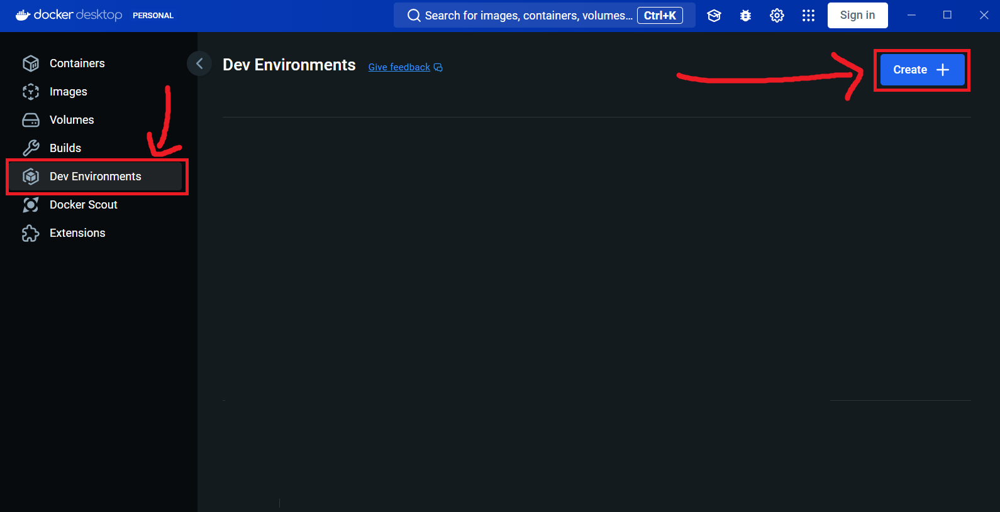 docker desktop PERSONAL
Search for images, containers, volumes... Ctrl+K
Sign in
Containers
Images
Volumes
Builds
Dev Environments
Docker Scout
Extensions
Dev Environments Give feedback
Create